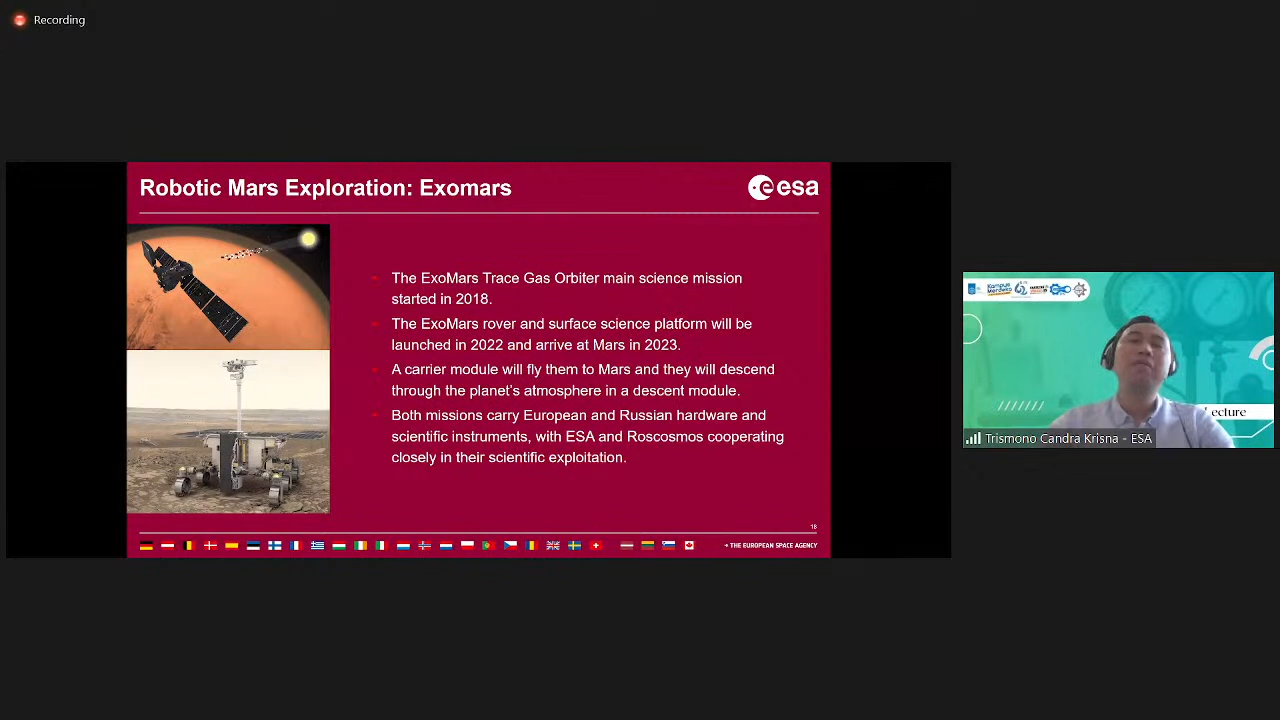 Recording
Robotic Mars Exploration: Exomars
esa
The ExoMars Trace Gas Orbiter main science mission
started in 2018.
The ExoMars rover and surface science platform will be
launched in 2022 and arrive at Mars in 2023.
A carrier module will fly them to Mars and they will descend
through the planet's atmosphere in a descent module.
Both missions carry European and Russian hardware and
scientific instruments, with ESA and Roscosmos cooperating
closely in their scientific exploitation.
18
→ THE EUROPEAN SPACE AGENCY
Kampus
Merdeka
Lecture
Trismono Candra Krisna - ESA